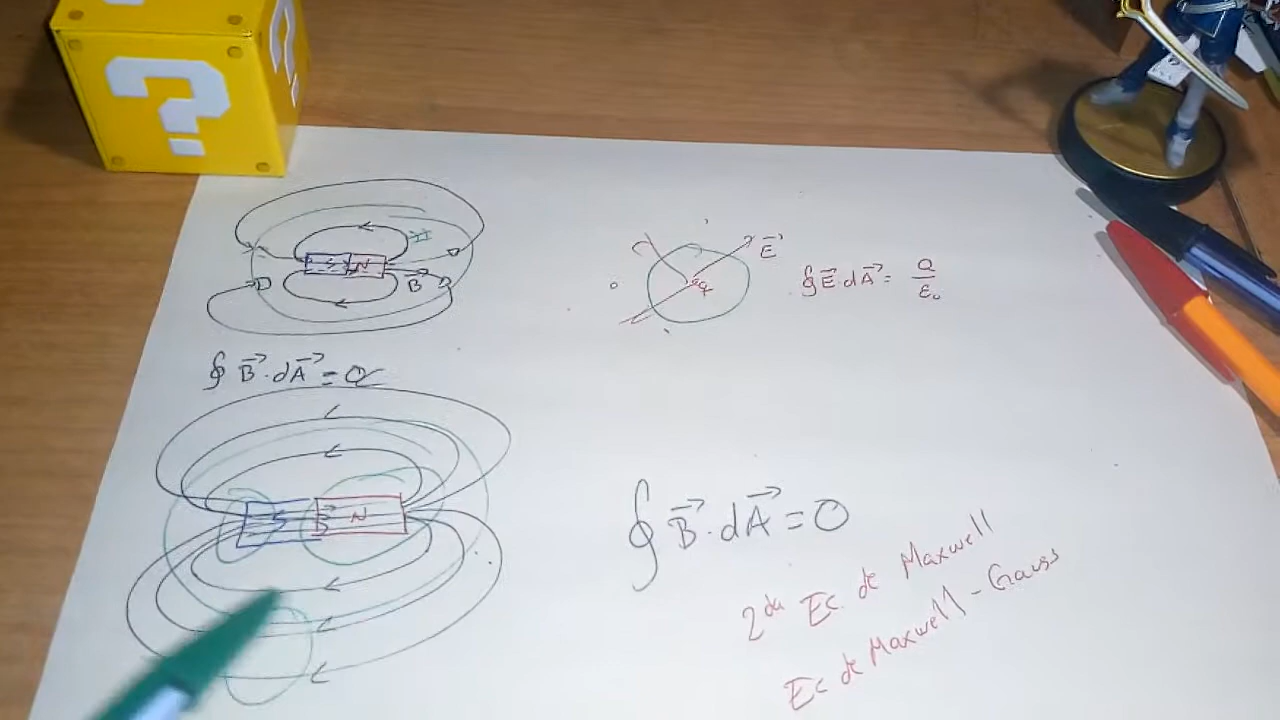 ?
?
S N
B⃗
E⃗
q
∮E⃗ dA⃗ = Q/ε₀
∮ B⃗ · dA⃗ = 0
S N
∮ B⃗ · dA⃗ = 0
2da Ec. de Maxwell
Ec de Maxwell - Gauss